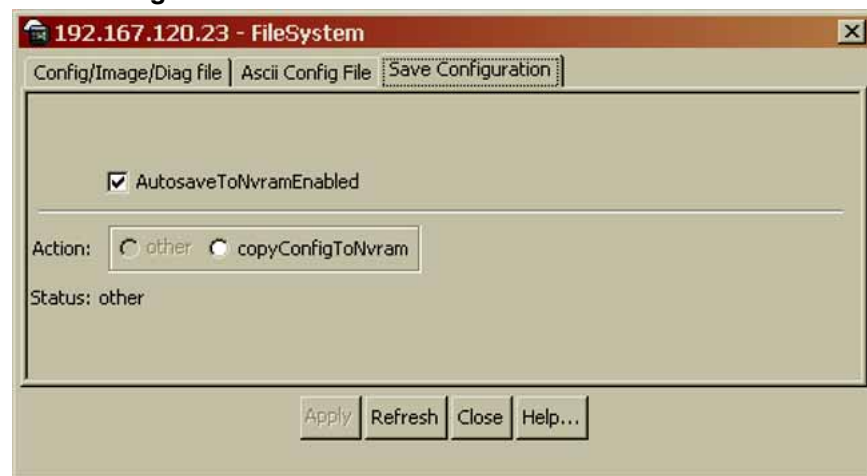 192.167.120.23 - FileSystem
Config/Image/Diag file Ascii Config File Save Configuration
AutosaveToNvramEnabled
Action: other copyConfigToNvram
Status: other
Apply Refresh Close Help...